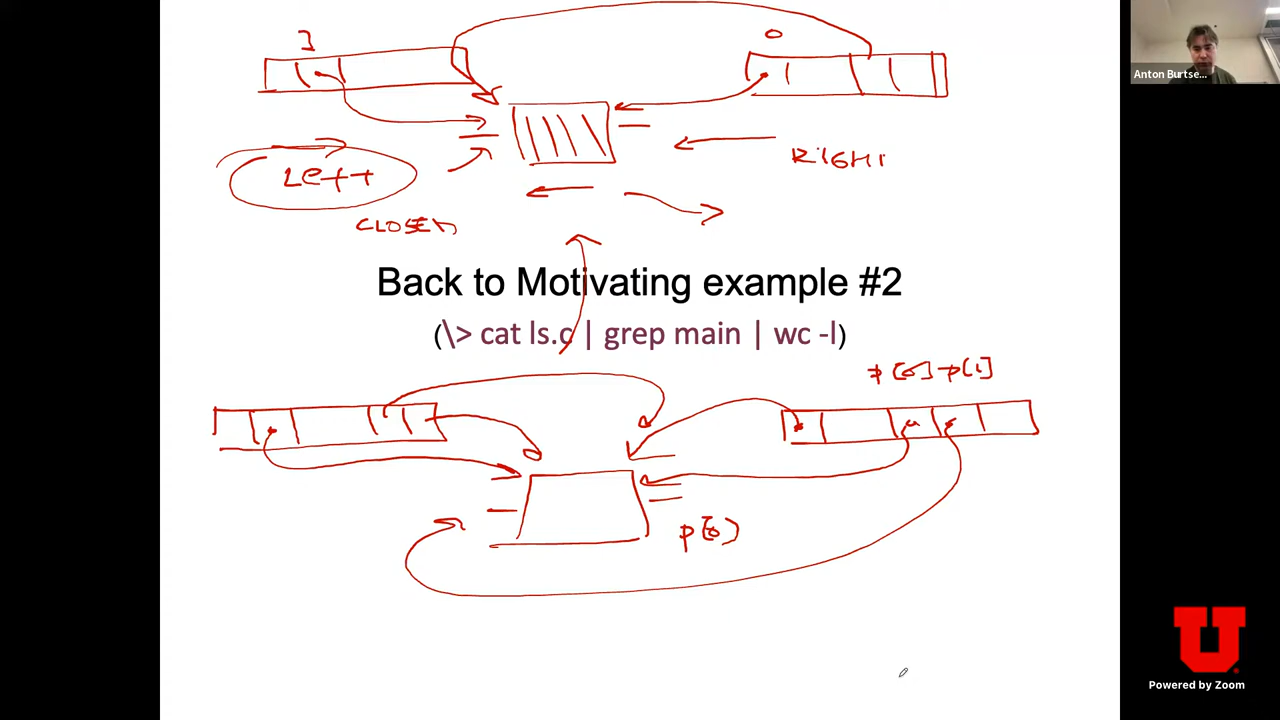 3
0
Anton Burtse...
Left
RIGHT
CLOSED
Back to Motivating example #2
(\> cat ls.c | grep main | wc -l)
p[0] p[1]
p[0]
U
Powered by Zoom